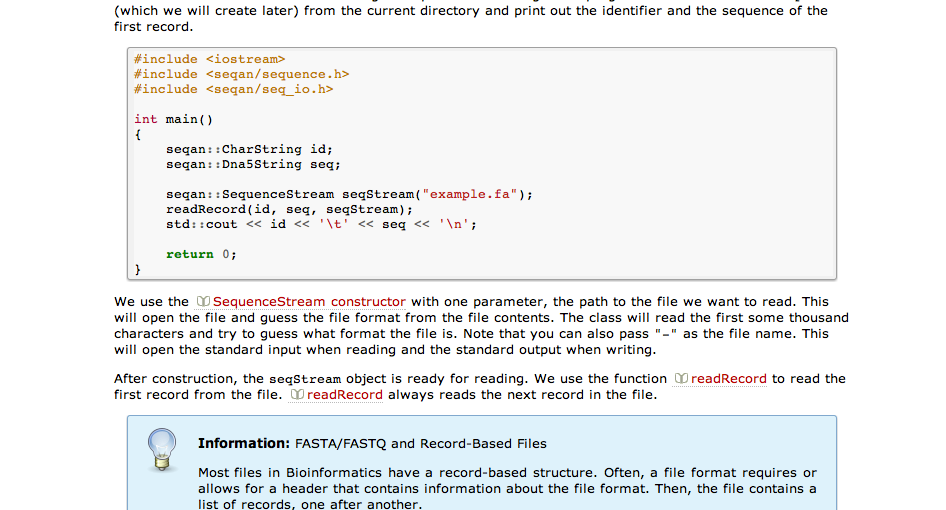 (which we will create later) from the current directory and print out the identifier and the sequence of the
first record.
#include <iostream>
#include <seqan/sequence.h>
#include <seqan/seq_io.h>
int main()
{
seqan::CharString id;
seqan::Dna5String seq;
seqan::SequenceStream seqStream("example.fa");
readRecord(id, seq, seqStream);
std::cout << id << '\t' << seq << '\n';
return 0;
}
We use the SequenceStream constructor with one parameter, the path to the file we want to read. This
will open the file and guess the file format from the file contents. The class will read the first some thousand
characters and try to guess what format the file is. Note that you can also pass "-" as the file name. This
will open the standard input when reading and the standard output when writing.
After construction, the seqStream object is ready for reading. We use the function readRecord to read the
first record from the file. readRecord always reads the next record in the file.
Information: FASTA/FASTQ and Record-Based Files
Most files in Bioinformatics have a record-based structure. Often, a file format requires or
allows for a header that contains information about the file format. Then, the file contains a
list of records, one after another.